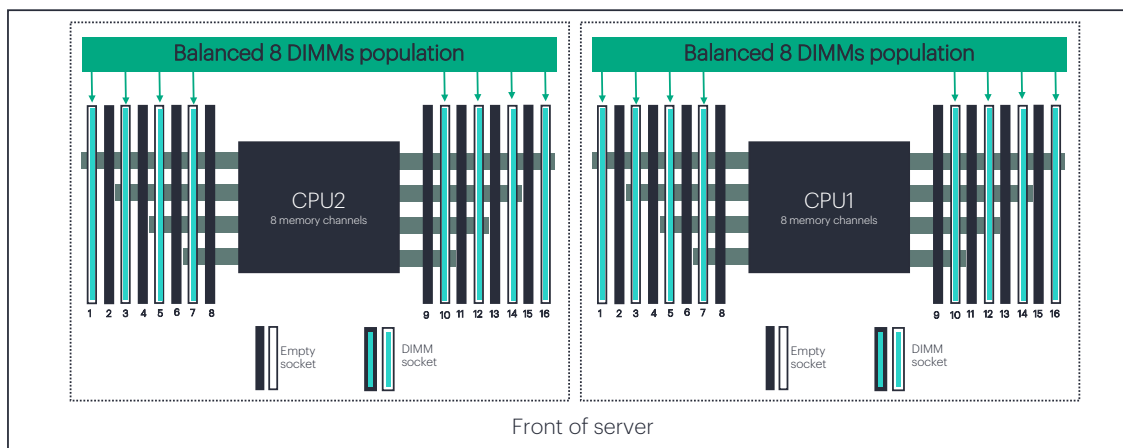 Balanced 8 DIMMs population
CPU2
8 memory channels
1 2 3 4 5 6 7 8
9 10 11 12 13 14 15 16
Empty
socket
DIMM
socket
Balanced 8 DIMMs population
CPU1
8 memory channels
1 2 3 4 5 6 7 8
9 10 11 12 13 14 15 16
Empty
socket
DIMM
socket
Front of server